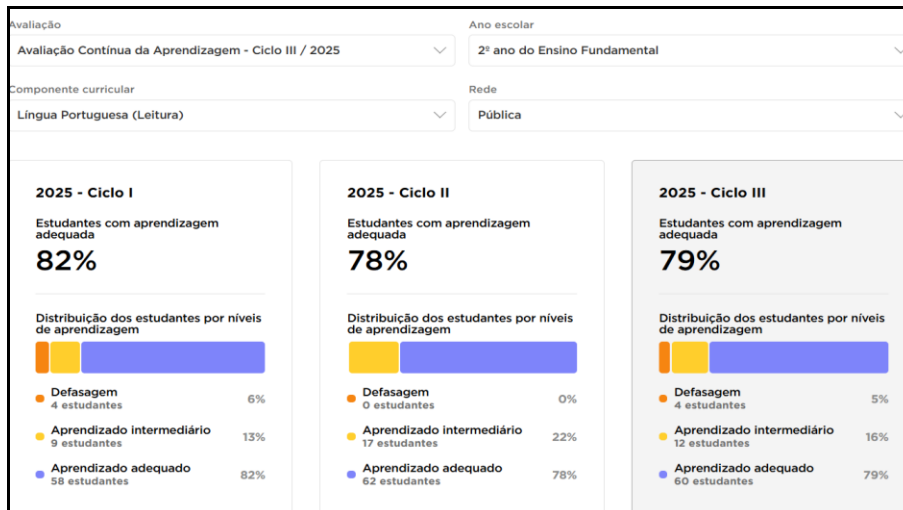 Avaliação
Avaliação Contínua da Aprendizagem - Ciclo III / 2025
Ano escolar
2º ano do Ensino Fundamental
Componente curricular
Língua Portuguesa (Leitura)
Rede
Pública
2025 - Ciclo I
Estudantes com aprendizagem
adequada
82%
Distribuição dos estudantes por níveis
de aprendizagem
Defasagem
4 estudantes
6%
Aprendizado intermediário
9 estudantes
13%
Aprendizado adequado
58 estudantes
82%
2025 - Ciclo II
Estudantes com aprendizagem
adequada
78%
Distribuição dos estudantes por níveis
de aprendizagem
Defasagem
0 estudantes
0%
Aprendizado intermediário
17 estudantes
22%
Aprendizado adequado
62 estudantes
78%
2025 - Ciclo III
Estudantes com aprendizagem
adequada
79%
Distribuição dos estudantes por níveis
de aprendizagem
Defasagem
4 estudantes
5%
Aprendizado intermediário
12 estudantes
16%
Aprendizado adequado
60 estudantes
79%